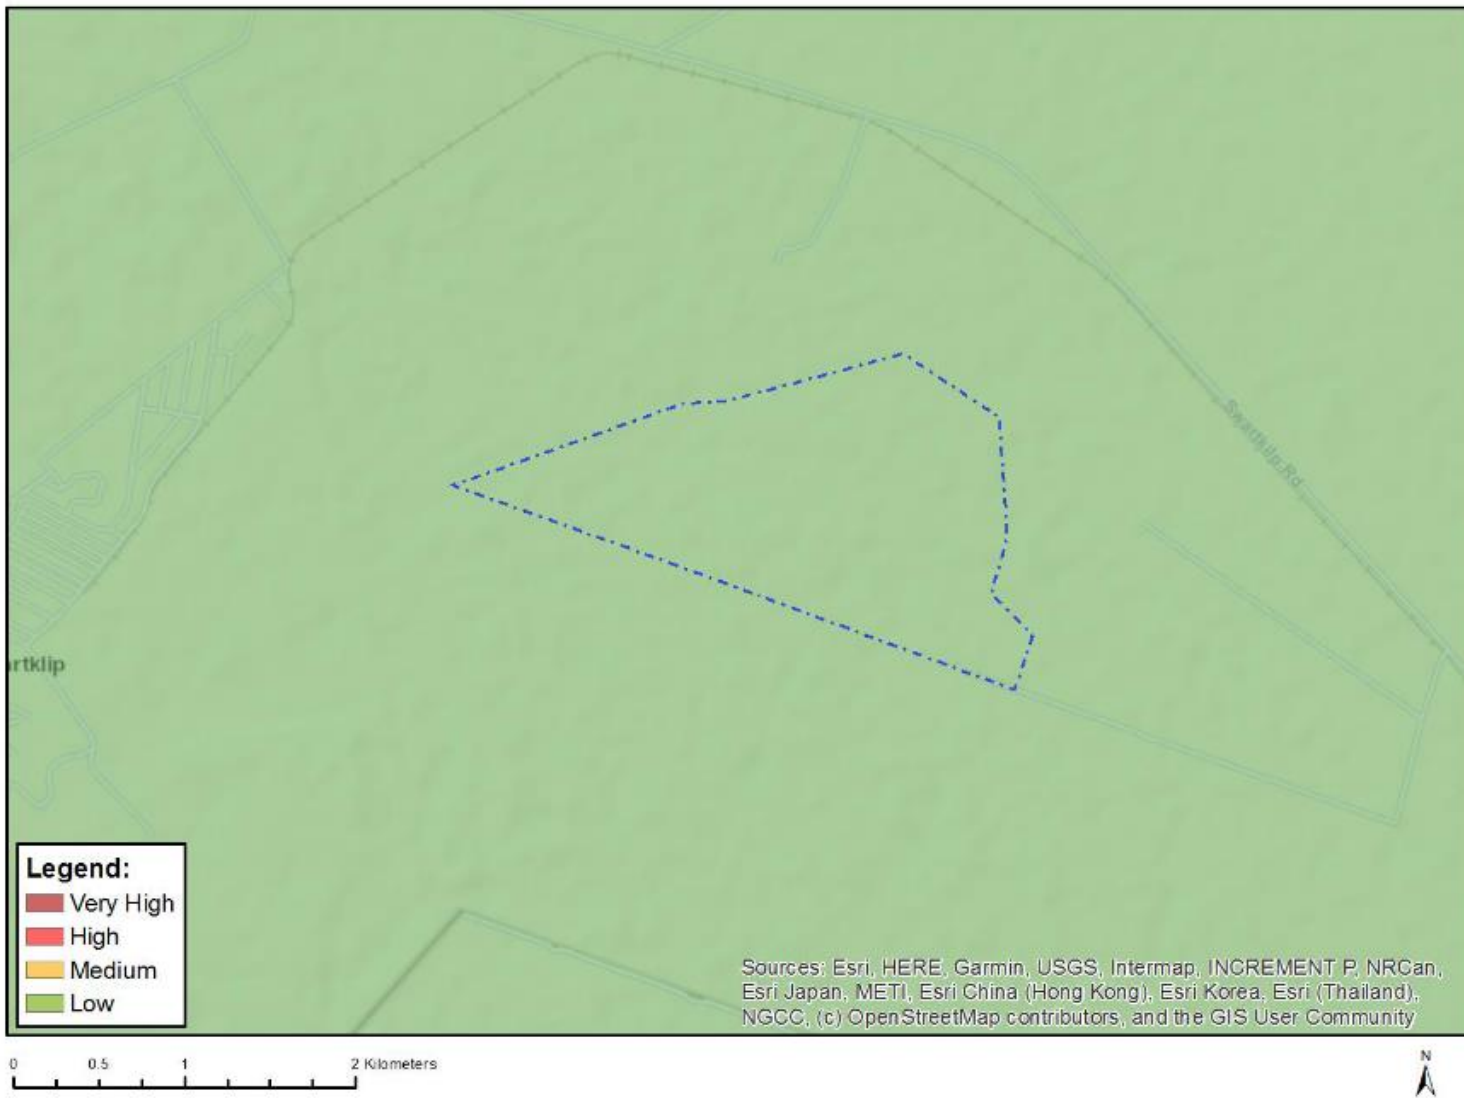 Swartklip Rd
artklip
Legend:
Very High
High
Medium
Low
Sources: Esri, HERE, Garmin, USGS, Intermap, INCREMENT P, NRCan,
Esri Japan, METI, Esri China (Hong Kong), Esri Korea, Esri (Thailand),
NGCC, (c) OpenStreetMap contributors, and the GIS User Community
0 0.5 1 2 Kilometers
N